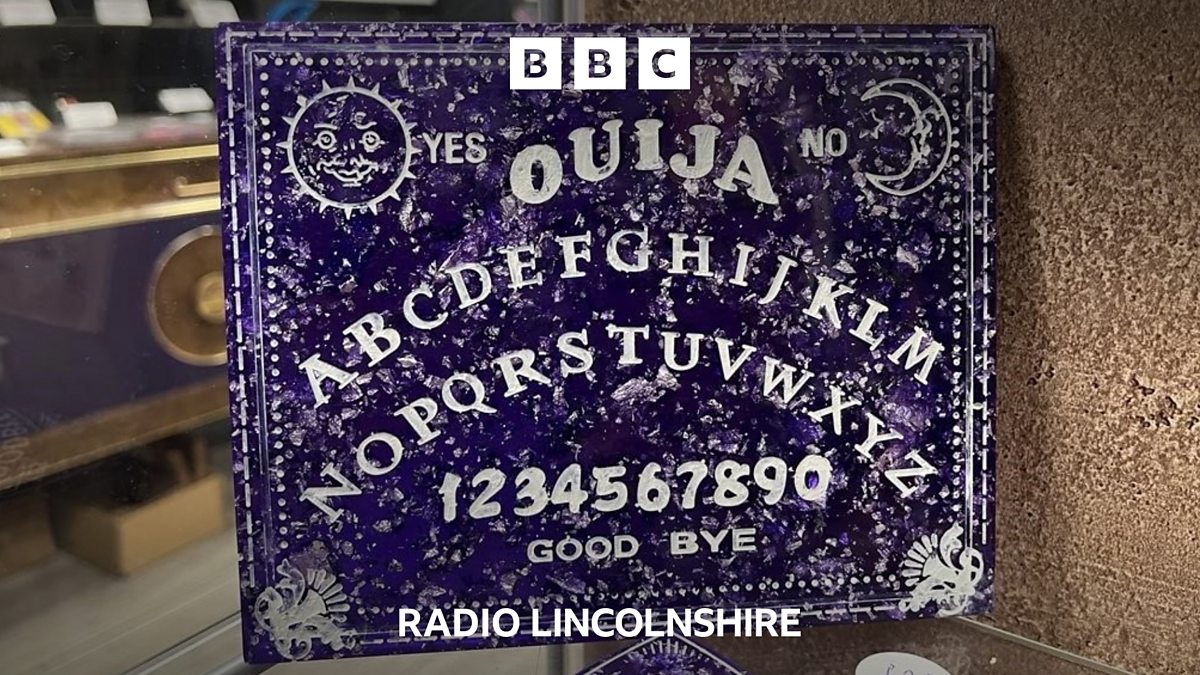 BBC
YES OUIJA NO
ABCDEFGHIJKLM
NOPQRSTUVWXYZ
1234567890
GOOD BYE
RADIO LINCOLNSHIRE